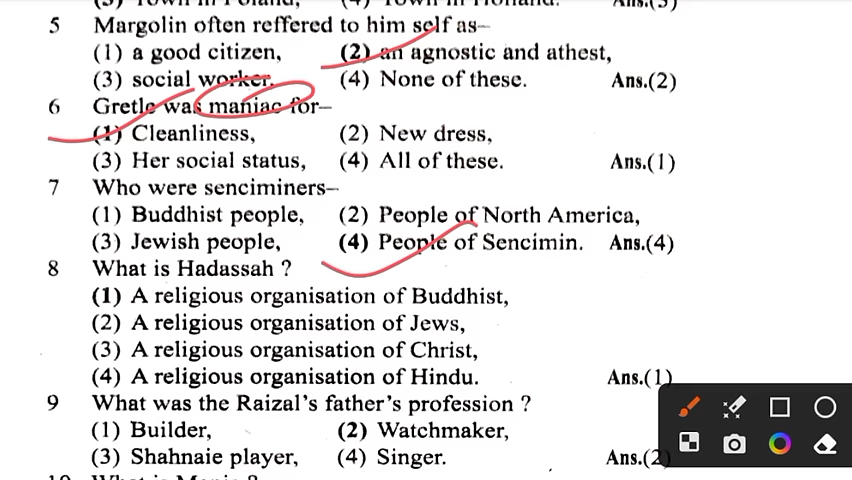 5 Margolin often reffered to him self as–
(1) a good citizen, (2) an agnostic and athest,
(3) social worker. (4) None of these. Ans.(2)
6 Gretle was maniac for–
(1) Cleanliness, (2) New dress,
(3) Her social status, (4) All of these. Ans.(1)
7 Who were senciminers–
(1) Buddhist people, (2) People of North America,
(3) Jewish people, (4) People of Sencimin. Ans.(4)
8 What is Hadassah ?
(1) A religious organisation of Buddhist,
(2) A religious organisation of Jews,
(3) A religious organisation of Christ,
(4) A religious organisation of Hindu. Ans.(1)
9 What was the Raizal's father's profession ?
(1) Builder, (2) Watchmaker,
(3) Shahnaie player, (4) Singer. Ans.(2)